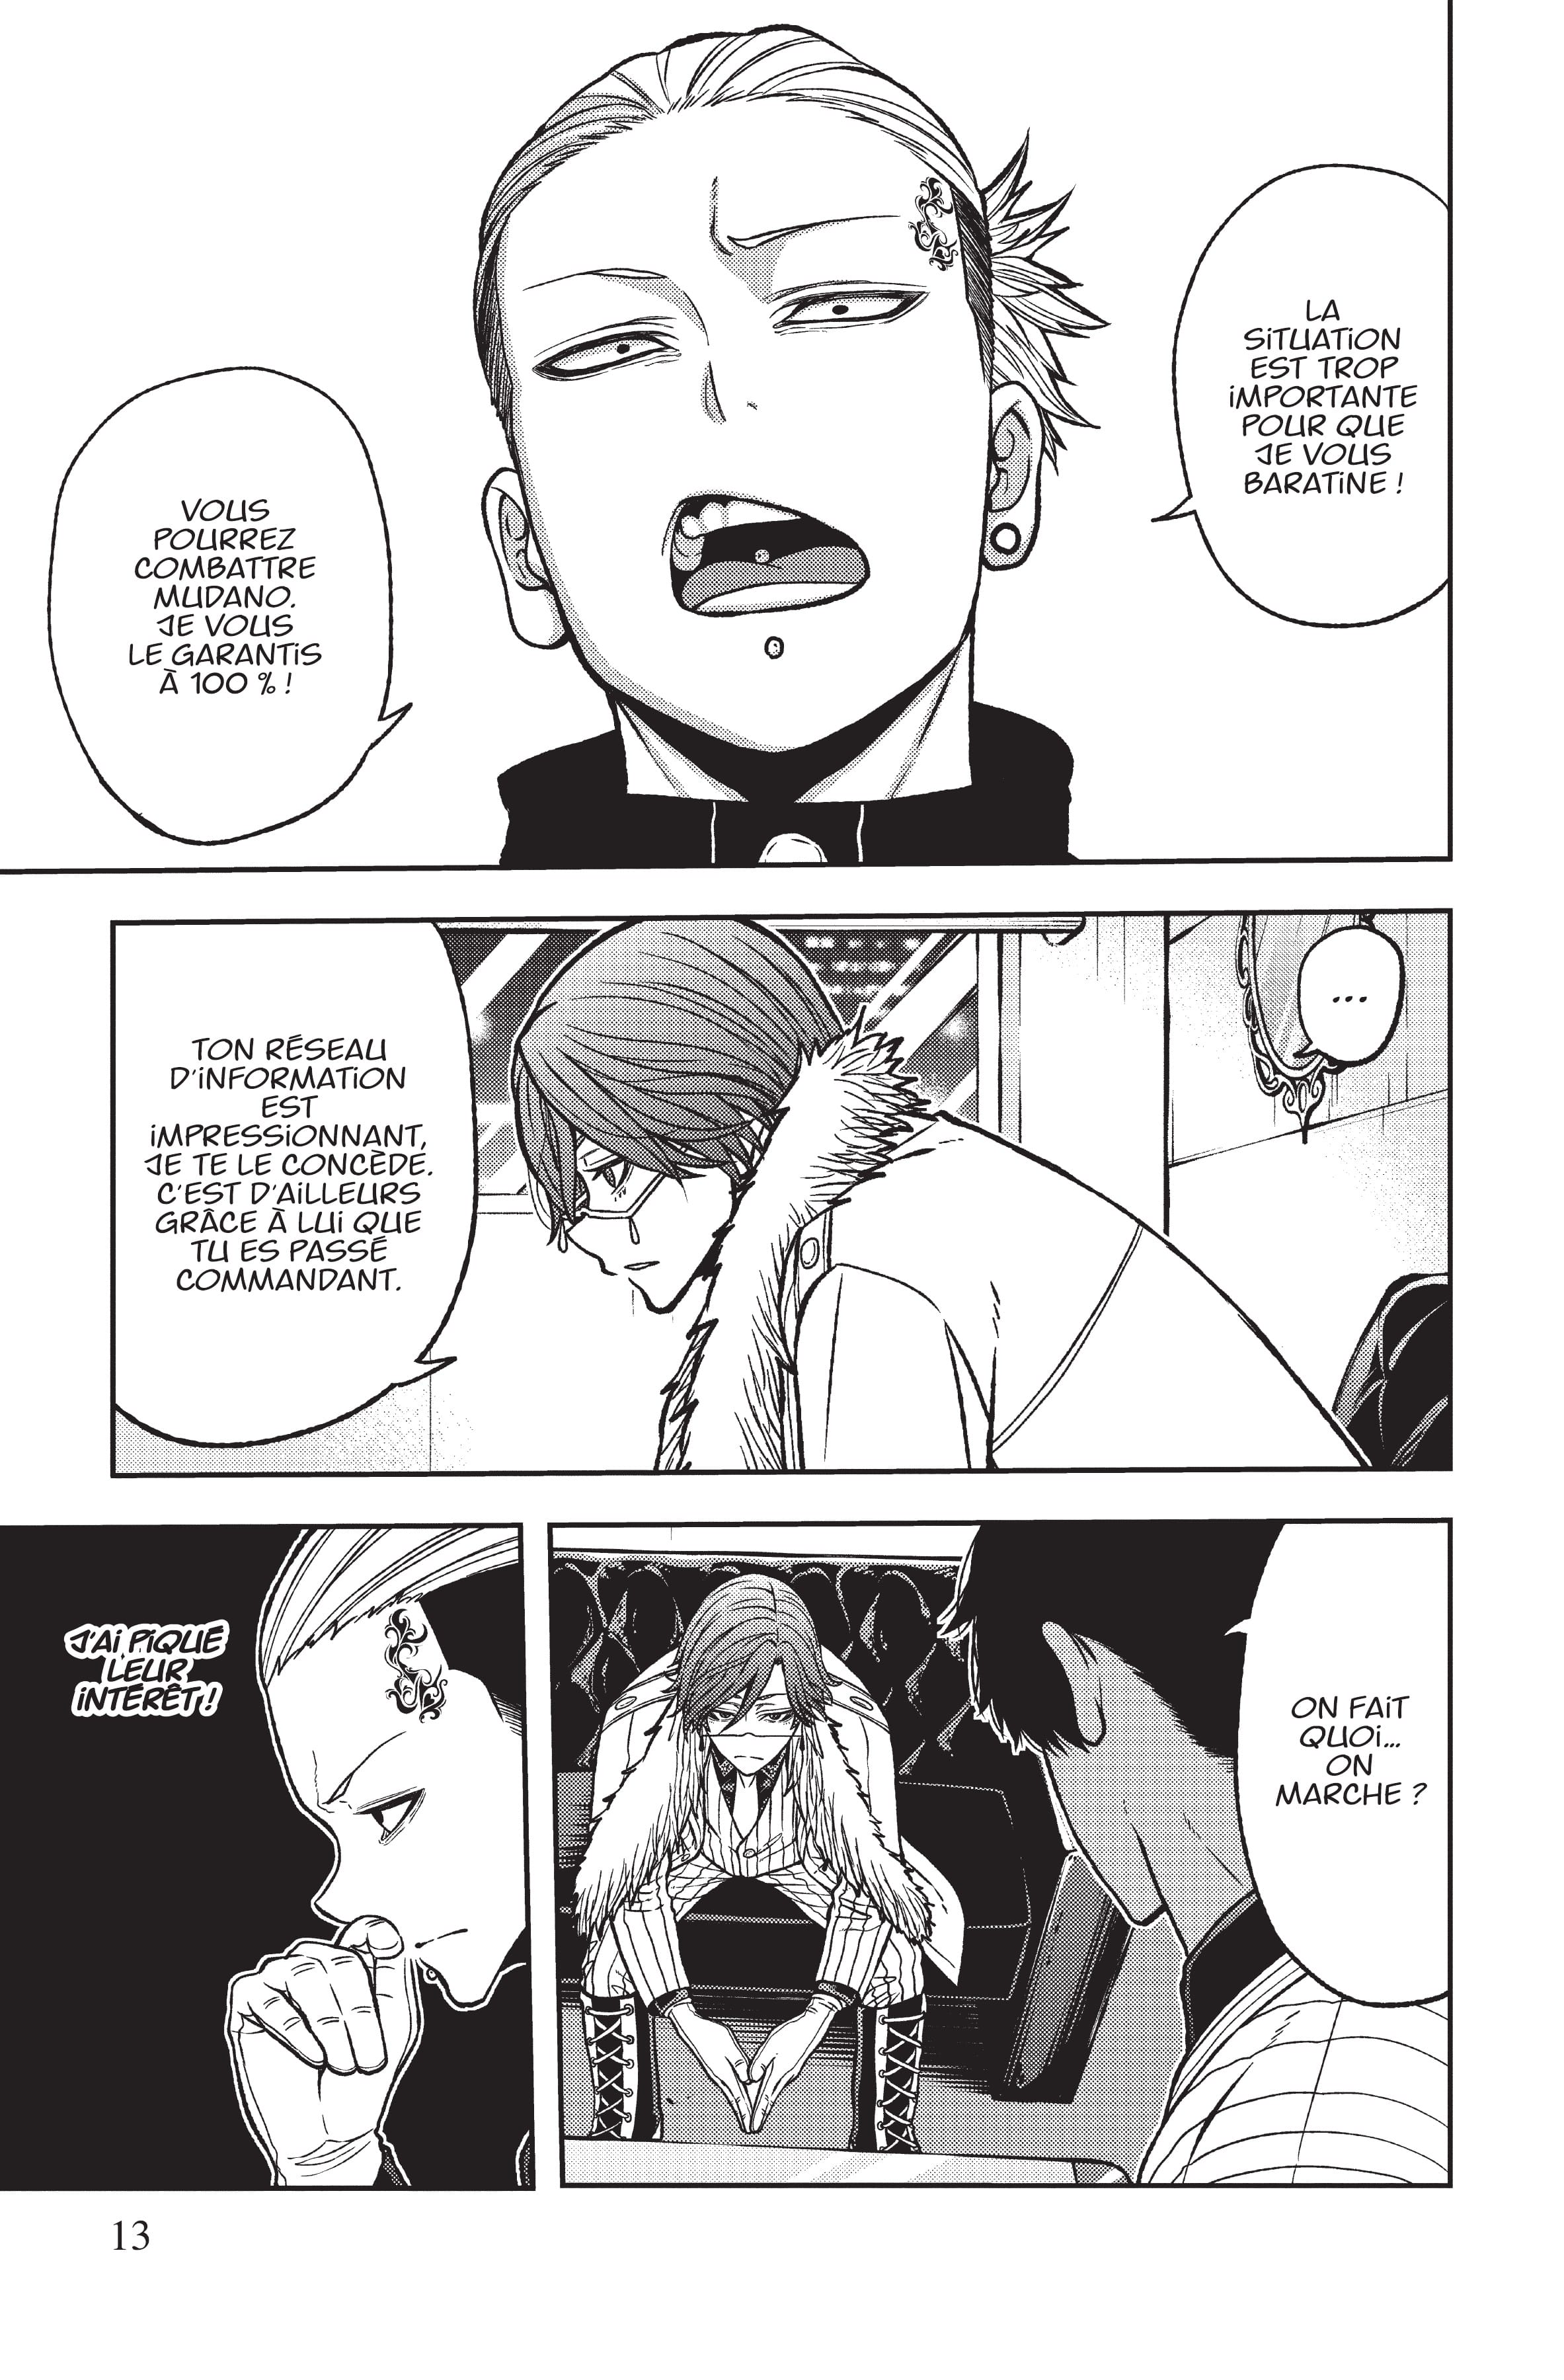 LA
SITUATION
EST TROP
IMPORTANTE
POUR QUE
JE VOUS
BARATINE !
VOUS
POURREZ
COMBATTRE
MUDANO.
JE VOUS
LE GARANTIS
À 100 % !
...
TON RÉSEAU
D'INFORMATION
EST
IMPRESSIONNANT,
JE TE LE CONCÈDE.
C'EST D'AILLEURS
GRÂCE À LUI QUE
TU ES PASSÉ
COMMANDANT.
ON FAIT
QUOI...
ON
MARCHE ?
J'AI PIQUÉ
LEUR
INTÉRÊT !
13